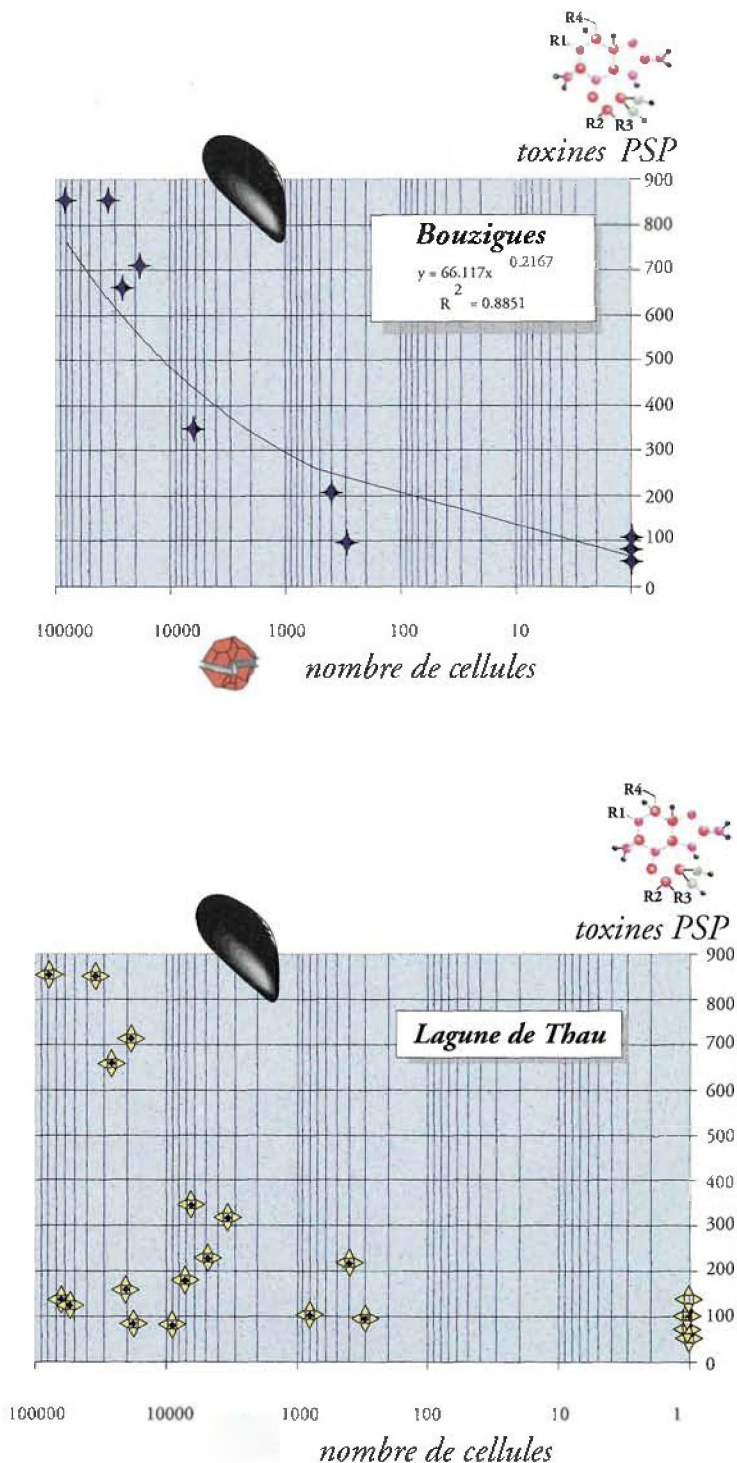 R4
R1
R2 R3
toxines PSP
900
800
700
600
500
400
300
200
100
0
Bouzigues
y = 66.117x 0.2167
R 2 = 0.8851
100000 10000 1000 100 10
nombre de cellules
R4
R1
R2 R3
toxines PSP
900
800
700
600
500
400
300
200
100
0
Lagune de Thau
100000 10000 1000 100 10 1
nombre de cellules